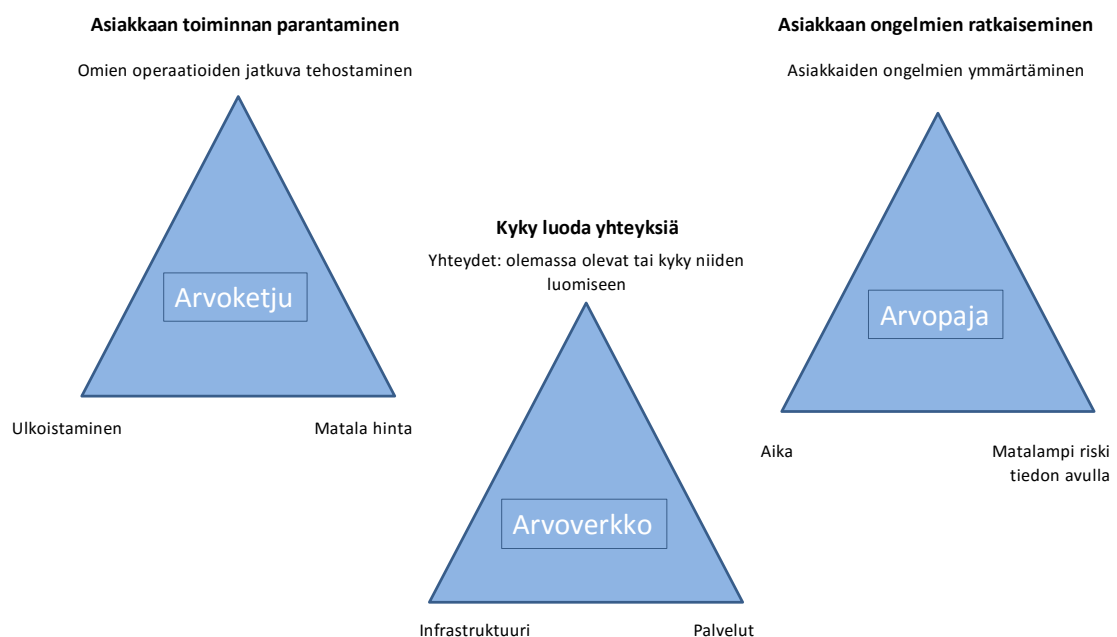 Asiakkaan toiminnan parantaminen
Omien operaatioiden jatkuva tehostaminen
Arvoketju
Ulkoistaminen
Matala hinta
Kyky luoda yhteyksiä
Yhteydet: olemassa olevat tai kyky niiden
luomiseen
Arvoverkko
Infrastruktuuri
Palvelut
Asiakkaan ongelmien ratkaiseminen
Asiakkaiden ongelmien ymmärtäminen
Arvopaja
Aika
Matalampi riski
tiedon avulla